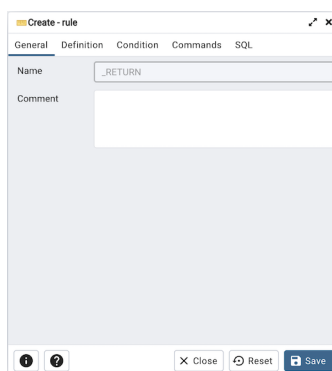 Create - rule
General Definition Condition Commands SQL
Name _RETURN
Comment
Close Reset Save